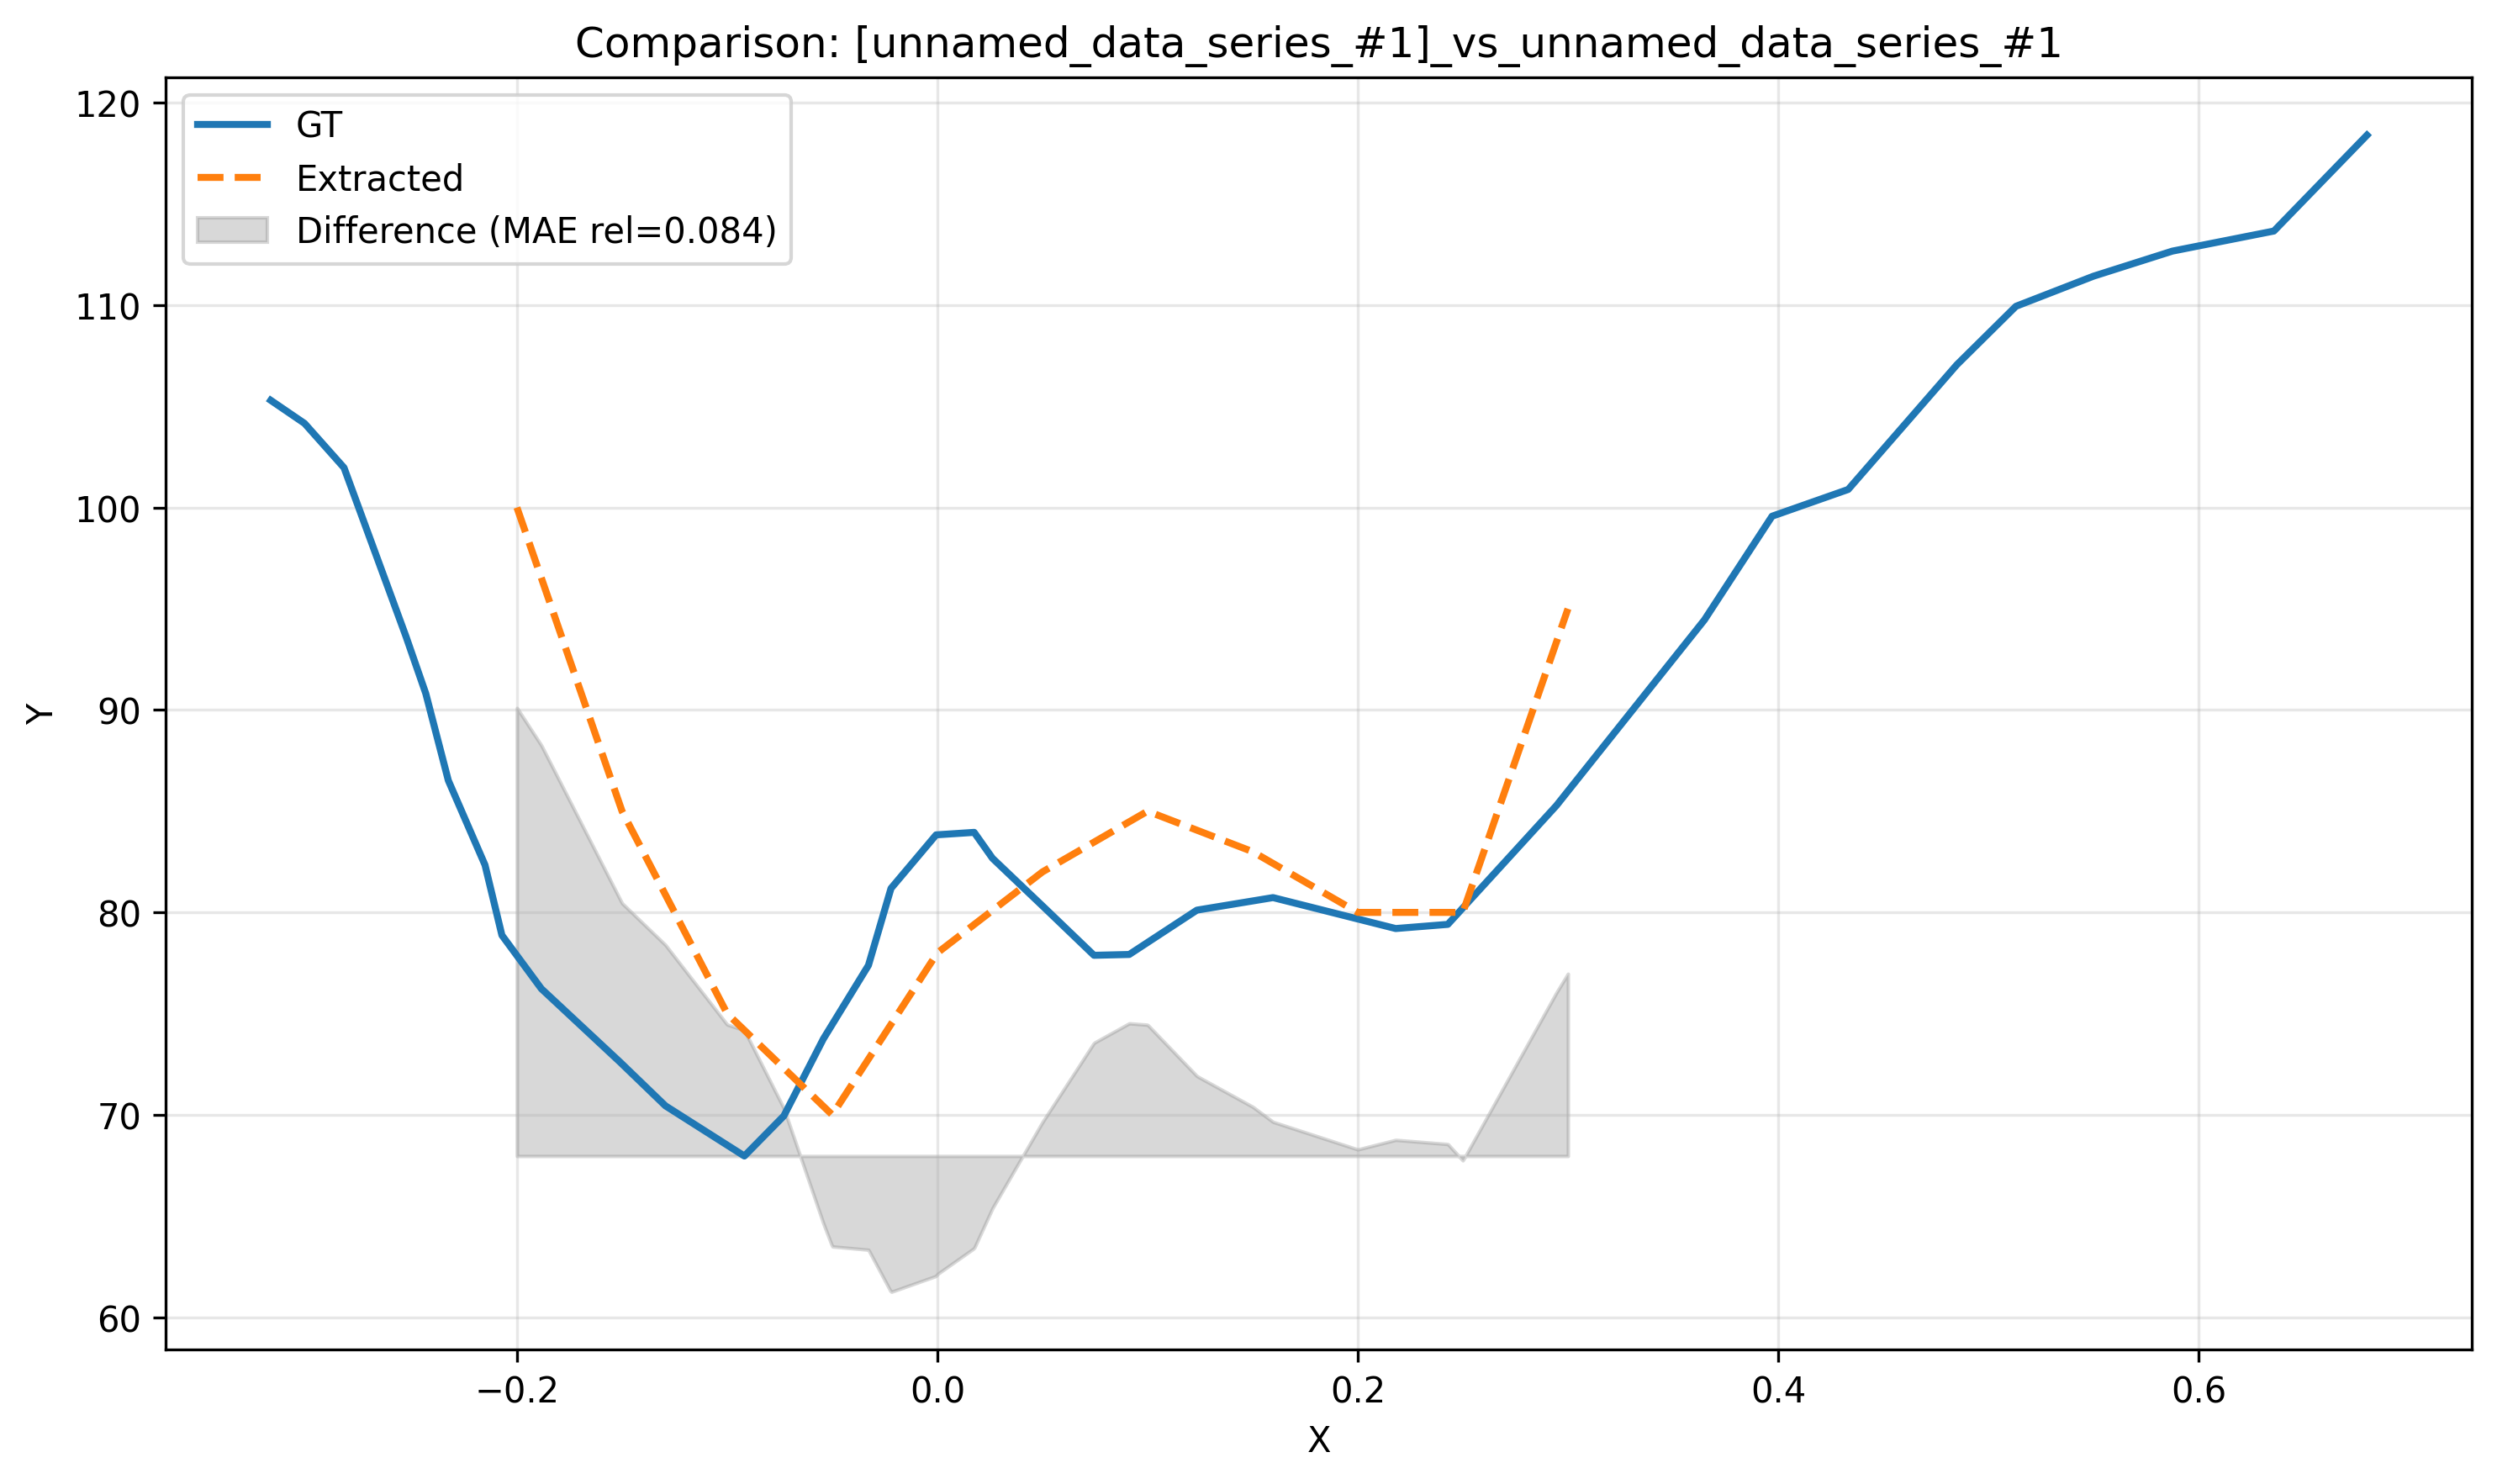 Comparison: [unnamed_data_series_#1]_vs_unnamed_data_series_#1
GT
Extracted
Difference (MAE rel=0.084)
120
110
100
90
80
70
60
Y
−0.2
0.0
0.2
0.4
0.6
X